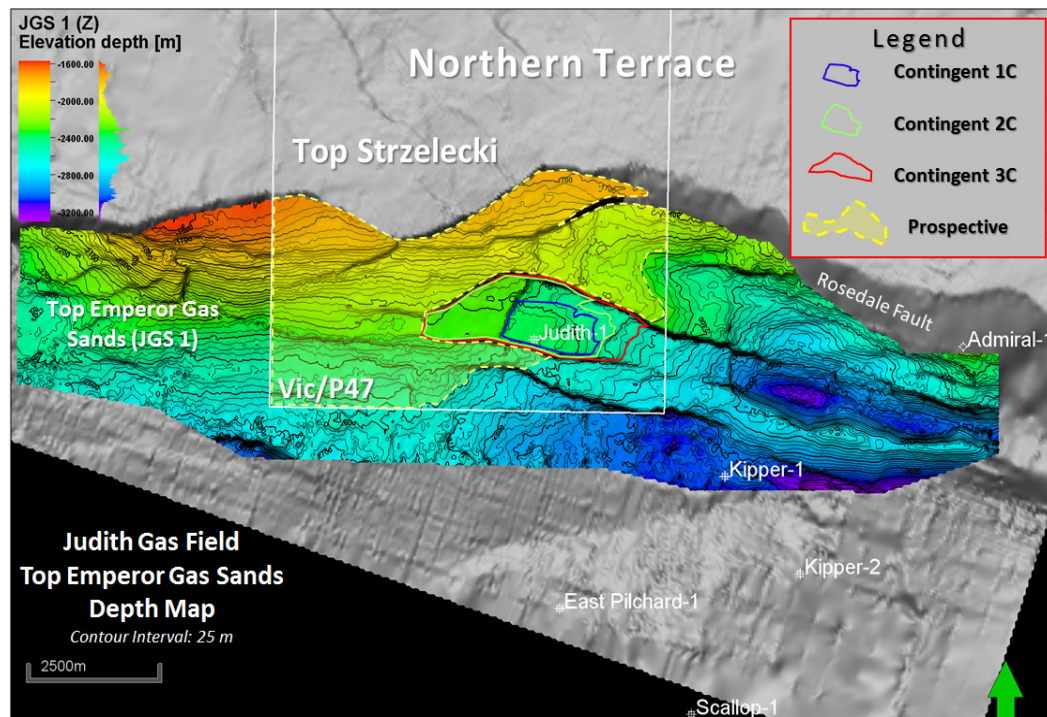 JGS 1 (Z)
Elevation depth [m]
-1600.00
-2000.00
-2400.00
-2800.00
-3200.00
Northern Terrace
Top Strzelecki
Legend
Contingent 1C
Contingent 2C
Contingent 3C
Prospective
Rosedale Fault
Admiral-1
Top Emperor Gas
Sands (JGS 1)
Judith-1
Vic/P47
Kipper-1
Kipper-2
East Pilchard-1
Scallop-1
Judith Gas Field
Top Emperor Gas Sands
Depth Map
Contour Interval: 25 m
2500m